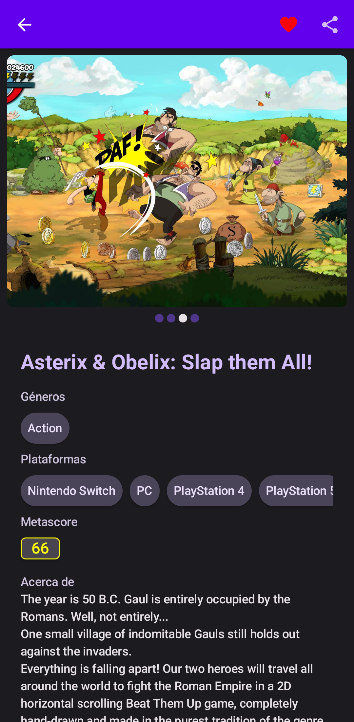 024600
PAF!
Asterix & Obelix: Slap them All!
Géneros
Action
Plataformas
Nintendo Switch PC PlayStation 4 PlayStation 5
Metascore
66
Acerca de
The year is 50 B.C. Gaul is entirely occupied by the
Romans. Well, not entirely...
One small village of indomitable Gauls still holds out
against the invaders.
Everything is falling apart! Our two heroes will travel all
around the world to fight the Roman Empire in a 2D
horizontal scrolling Beat Them Up game, completely
hand-drawn and made in the purest tradition of the genre